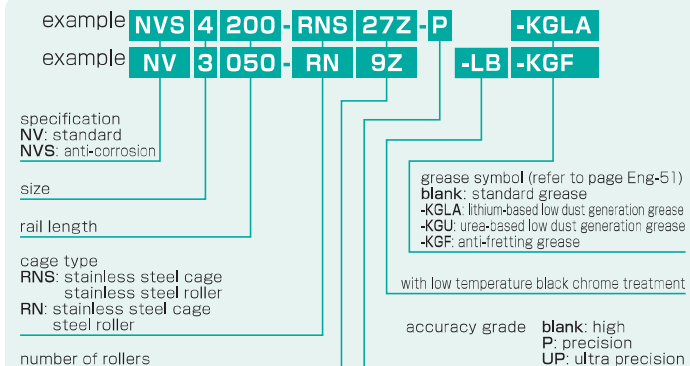 example NVS 4 200 - RNS 27Z - P -KGLA
example NV 3 050 - RN 9Z -LB -KGF
specification
NV: standard
NVS: anti-corrosion
size
rail length
cage type
RNS: stainless steel cage
stainless steel roller
RN: stainless steel cage
steel roller
number of rollers
grease symbol (refer to page Eng-51)
blank: standard grease
-KGLA: lithium-based low dust generation grease
-KGU: urea-based low dust generation grease
-KGF: anti-fretting grease
with low temperature black chrome treatment
accuracy grade blank: high
P: precision
UP: ultra precision